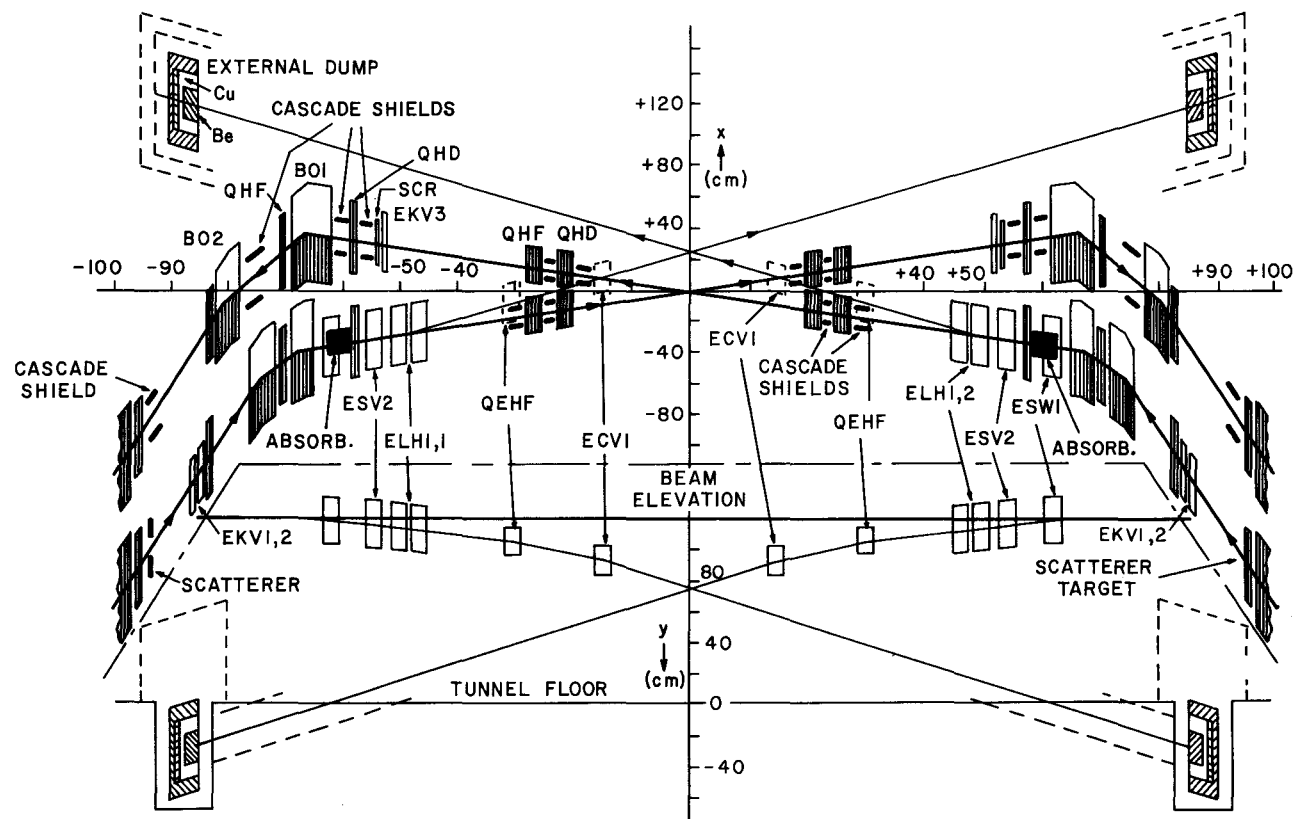 EXTERNAL DUMP
Cu
Be
CASCADE SHIELDS
QHD
SCR
EKV3
QHF
BO1
BO2
+120
+80
+40
x
(cm)
QHF QHD
-100 -90 -50 -40
+40 +50 +90 +100
-40
-80
CASCADE
SHIELD
ABSORB.
ESV2
ELH1,1
QEHF
ECV1
ECV1
CASCADE
SHIELDS
QEHF
ELH1,2
ESV2
ESW1
ABSORB.
BEAM
ELEVATION
EKV1,2
EKV1,2
SCATTERER
SCATTERER
TARGET
80
40
0
-40
y
(cm)
TUNNEL FLOOR